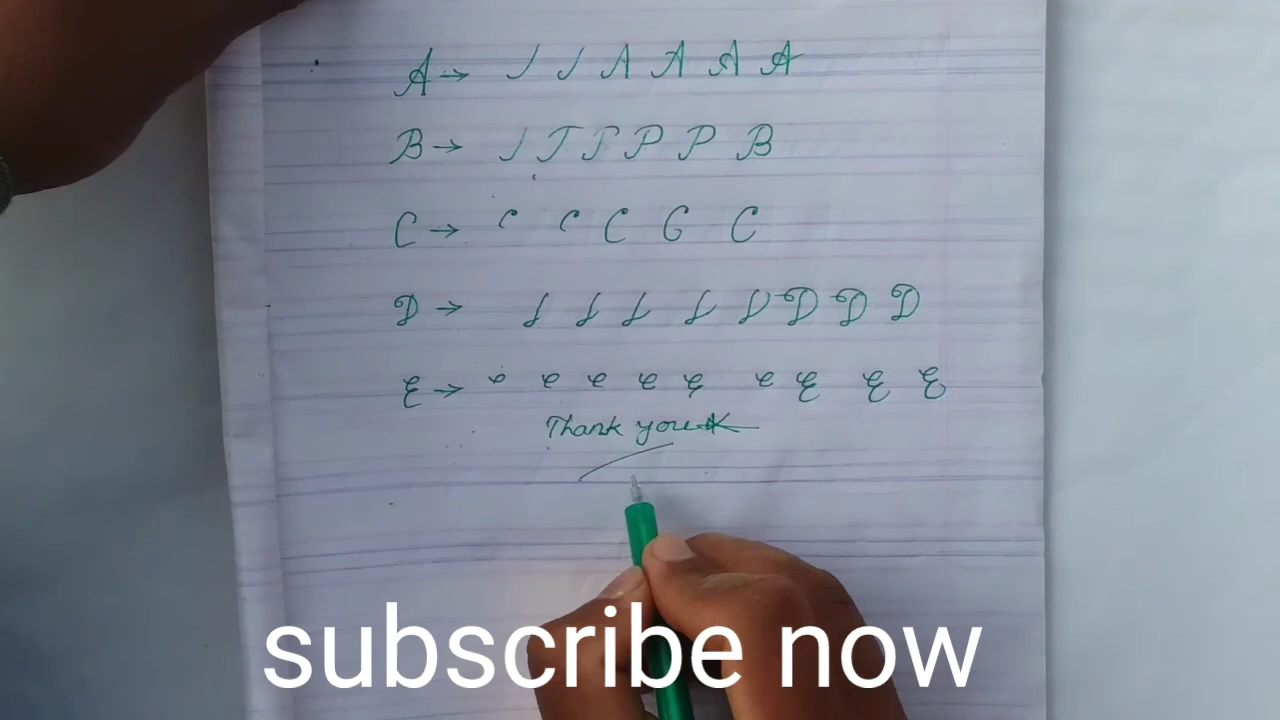 A → J J A A A A
B → J T P P P B
C → C C C G C
D → D D D D
E → e e e e E e E E E
Thank you
subscribe now